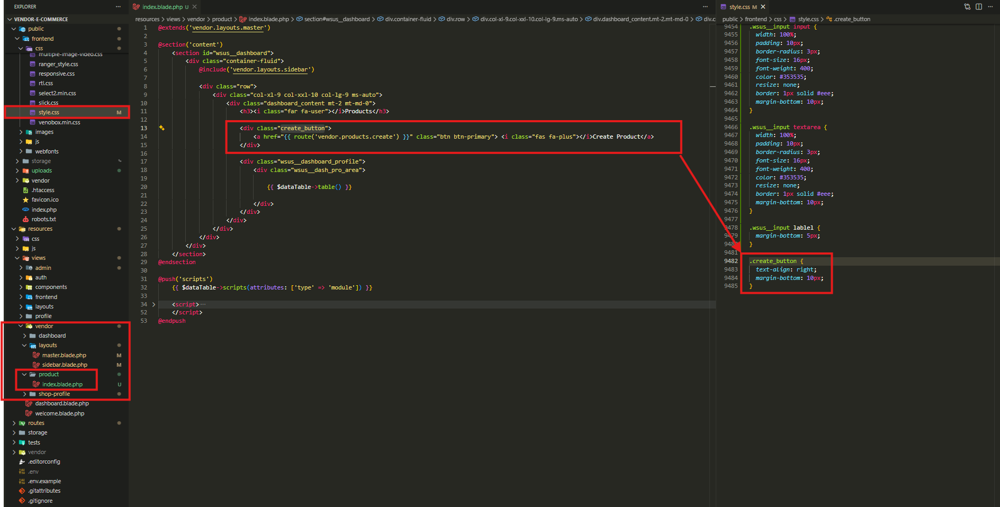 EXPLORER
VENDOR-E-COMMERCE
public
frontend
css
multiple-image-video.css
ranger_style.css
responsive.css
rtl.css
select2.min.css
slick.css
style.css M
venobox.min.css
images
js
webfonts
storage
uploads
vendor
.htaccess
favicon.ico
index.php
robots.txt
resources
css
js
views
admin
auth
components
frontend
layouts
profile
vendor
dashboard
layouts
master.blade.php M
sidebar.blade.php M
product
index.blade.php U
shop-profile
dashboard.blade.php
welcome.blade.php
routes
storage
tests
vendor
.editorconfig
.env
.env.example
.gitattributes
.gitignore
index.blade.php U
resources > views > vendor > product > index.blade.php > section#wsus__dashboard > div.container-fluid > div.row > div.col-xl-9.col-xxl-10.col-lg-9.ms-auto > div.dashboard_content.mt-2.mt-md-0 > div.c
1 @extends('vendor.layouts.master')
2
3 @section('content')
4 <section id="wsus__dashboard">
5 <div class="container-fluid">
6 @include('vendor.layouts.sidebar')
7
8 <div class="row">
9 <div class="col-xl-9 col-xxl-10 col-lg-9 ms-auto">
10 <div class="dashboard_content mt-2 mt-md-0">
11 <h3><i class="far fa-user"></i>Products</h3>
12
13 <div class="create_button">
14 <a href="{{ route('vendor.products.create') }}" class="btn btn-primary"> <i class="fas fa-plus"></i>Create Product</a>
15 </div>
16
17 <div class="wsus__dashboard_profile">
18 <div class="wsus__dash_pro_area">
19
20 {{ $dataTable->table() }}
21
22 </div>
23 </div>
24 </div>
25 </div>
26 </div>
27 </div>
28 </section>
29 @endsection
30
31 @push('scripts')
32 {{ $dataTable->scripts(attributes: ['type' => 'module']) }}
33
34 <script>···
52 </script>
53 @endpush
style.css M
public > frontend > css > style.css > .create_button
9454 .wsus__input input {
9455 width: 100%;
9456 padding: 10px;
9457 border-radius: 3px;
9458 font-size: 16px;
9459 font-weight: 400;
9460 color: #353535;
9461 resize: none;
9462 border: 1px solid #eee;
9463 margin-bottom: 10px;
9464 }
9465
9466 .wsus__input textarea {
9467 width: 100%;
9468 padding: 10px;
9469 border-radius: 3px;
9470 font-size: 16px;
9471 font-weight: 400;
9472 color: #353535;
9473 resize: none;
9474 border: 1px solid #eee;
9475 margin-bottom: 10px;
9476 }
9477
9478 .wsus__input lablel {
9479 margin-bottom: 5px;
9480 }
9481
9482 .create_button {
9483 text-align: right;
9484 margin-bottom: 10px;
9485 }